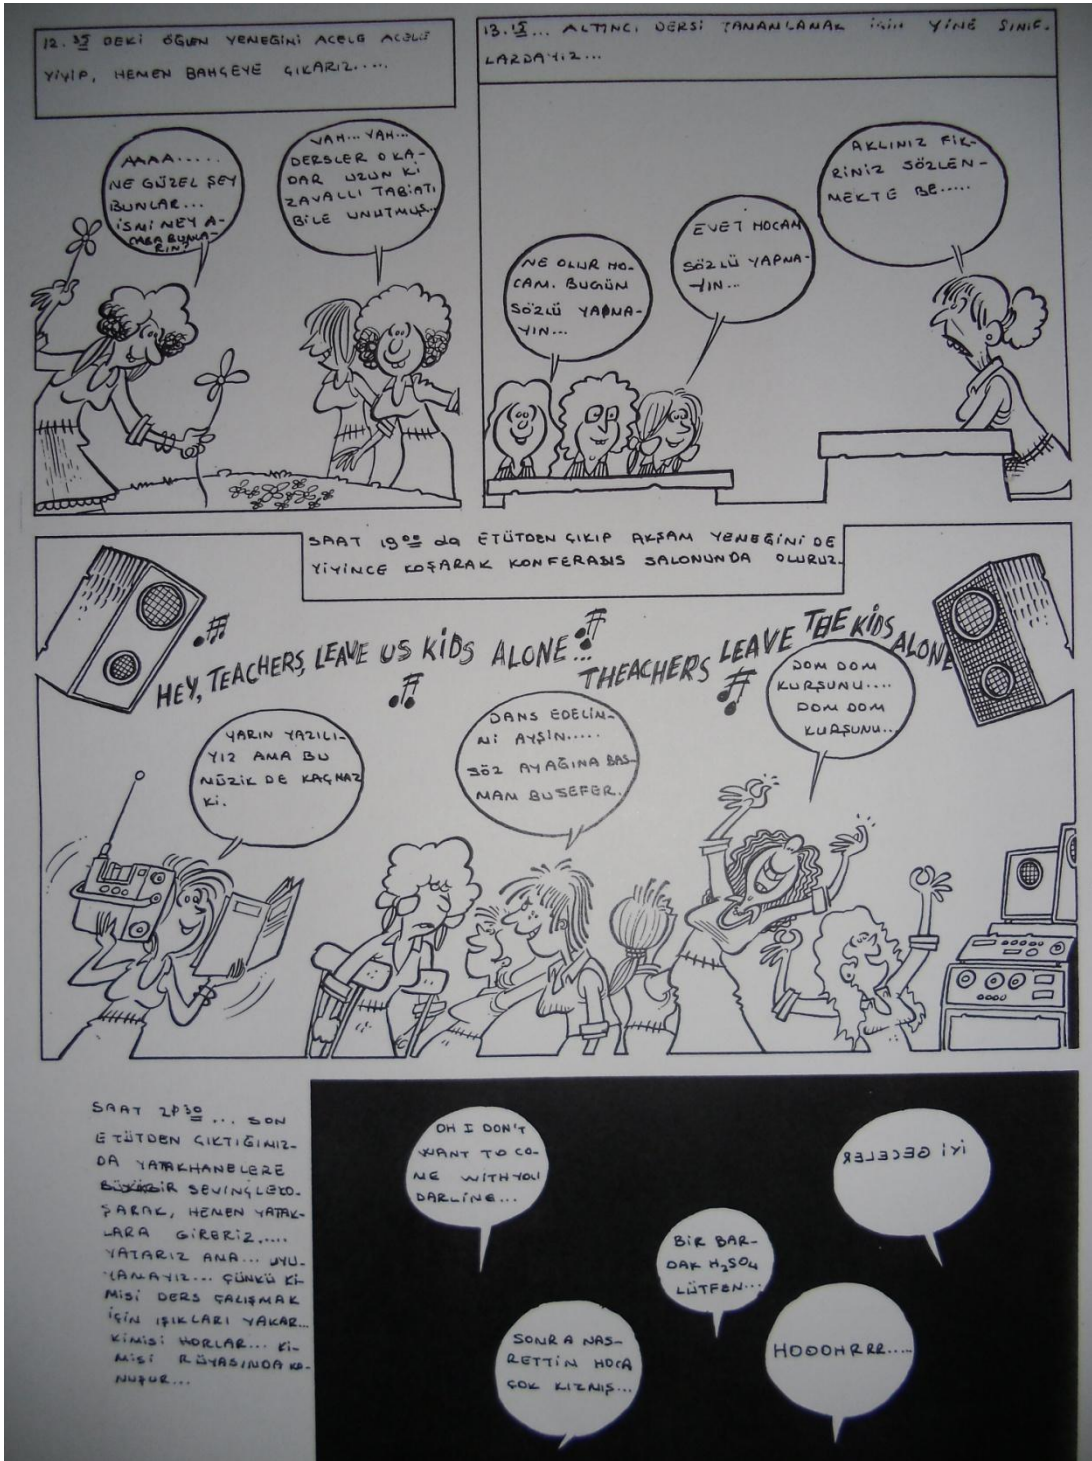 12.35 DEKİ ÖĞLEN YEMEĞİNİ ACELE ACELE
YİYİP, HEMEN BAHÇEYE ÇIKARIZ.....
AAAA.....
NE GÜZEL ŞEY
BUNLAR...
İSMİ NEY A-
CABA BUNLA-
RIN?
VAH... VAH...
DERSLER O KA-
DAR UZUN Kİ
ZAVALLI TABİATI
BİLE UNUTMUŞ...
13.15... ALTINCI DERSİ TAMAMLAMAK İÇİN YİNE SINIF-
LARDAYIZ...
NE OLUR HO-
CAM. BUGÜN
SÖZLÜ YAPMA-
YIN...
EVET HOCAM
SÖZLÜ YAPMA-
YIN...
AKLINIZ FİK-
RİNİZ SÖZLEN-
MEKTE BE.....
SAAT 19 00 da ETÜTDEN ÇIKIP AKŞAM YEMEĞİNİ DE
YİYİNCE KOŞARAK KONFERANS SALONUNDA OLURUZ.
HEY, TEACHERS, LEAVE US KIDS ALONE...
THEACHERS LEAVE THE KİDS ALONE
YARIN YAZILI-
YIZ AMA BU
MÜZİK DE KAÇMAZ
Kİ.
DANS EDELİM
Mİ AYŞİN.....
SÖZ AYAĞINA BAS-
MAM BU SEFER.
DOM DOM
KURŞUNU....
DOM DOM
KURŞUNU...
SAAT 30 ... SON
ETÜTDEN ÇIKTIĞIMIZ-
DA YATAKHANELERE
BİR SEVİNÇLE KO-
ŞARAK, HEMEN YATAK-
LARA GİRERİZ.....
YATARIZ AMA... UYU-
YAMAYIZ... ÇÜNKÜ Kİ-
MİSİ DERS ÇALIŞMAK
İÇİN IŞIKLARI YAKAR...
KİMİSİ HORLAR... Kİ-
MİSİ RÜYASINDA KO-
NUŞUR...
OH I DON'T
WANT TO CO-
ME WITH YOU
DARLİNE...
İYİ GECELER
BİR BAR-
DAK H₂SO₄
LÜTFEN...
SONRA NAS-
RETTİN HOCA
ÇOK KIZMIŞ...
HOOOHRRR.....